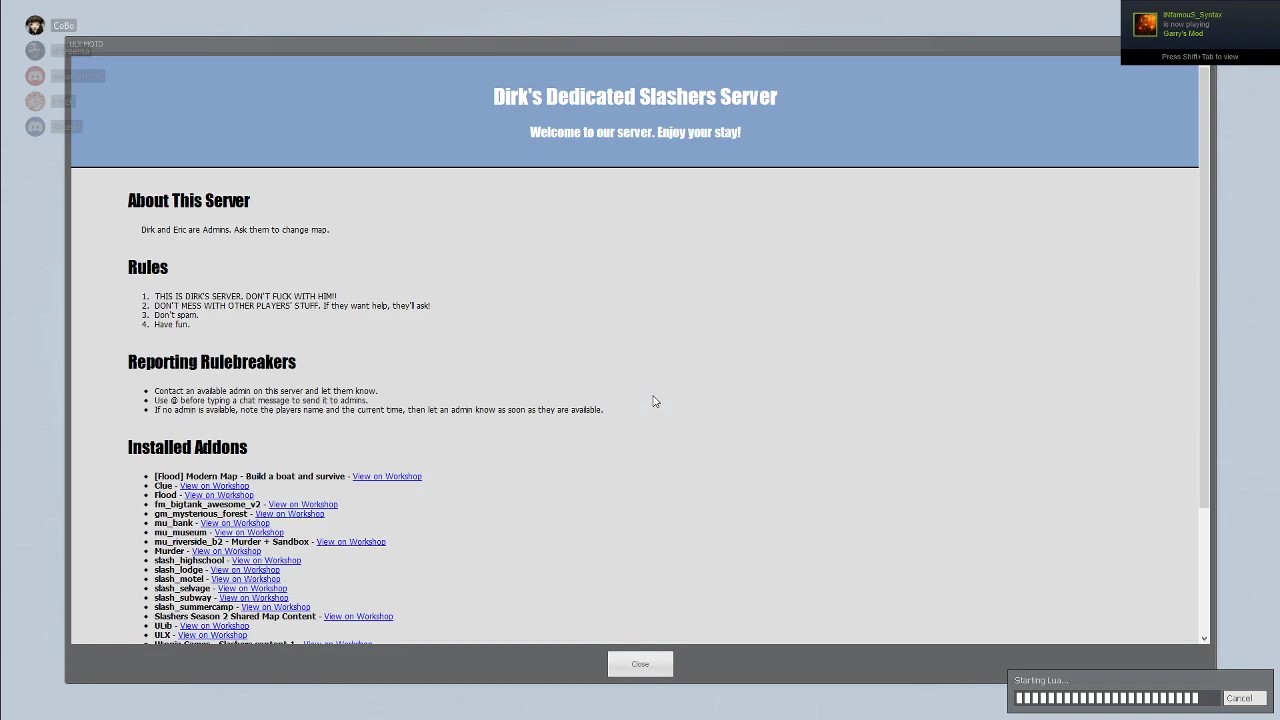 CoBo
ULX MOTD
iNfamouS_Syntax
is now playing
Garry's Mod
Press Shift+Tab to view
Dirk's Dedicated Slashers Server
Welcome to our server. Enjoy your stay!
About This Server
Dirk and Eric are Admins. Ask them to change map.
Rules
1. THIS IS DIRK'S SERVER. DON'T FUCK WITH HIM!!
2. DON'T MESS WITH OTHER PLAYERS' STUFF. If they want help, they'll ask!
3. Don't spam.
4. Have fun.
Reporting Rulebreakers
Contact an available admin on this server and let them know.
Use @ before typing a chat message to send it to admins.
If no admin is available, note the players name and the current time, then let an admin know as soon as they are available.
Installed Addons
[Flood] Modern Map - Build a boat and survive - View on Workshop
Clue - View on Workshop
Flood - View on Workshop
fm_bigtank_awesome_v2 - View on Workshop
gm_mysterious_forest - View on Workshop
mu_bank - View on Workshop
mu_museum - View on Workshop
mu_riverside_b2 - Murder + Sandbox - View on Workshop
Murder - View on Workshop
slash_highschool - View on Workshop
slash_lodge - View on Workshop
slash_motel - View on Workshop
slash_selvage - View on Workshop
slash_subway - View on Workshop
slash_summercamp - View on Workshop
Slashers Season 2 Shared Map Content - View on Workshop
ULib - View on Workshop
ULX - View on Workshop
Utopia Games - Slashers content 1 - View on Workshop
Close
Starting Lua...
Cancel